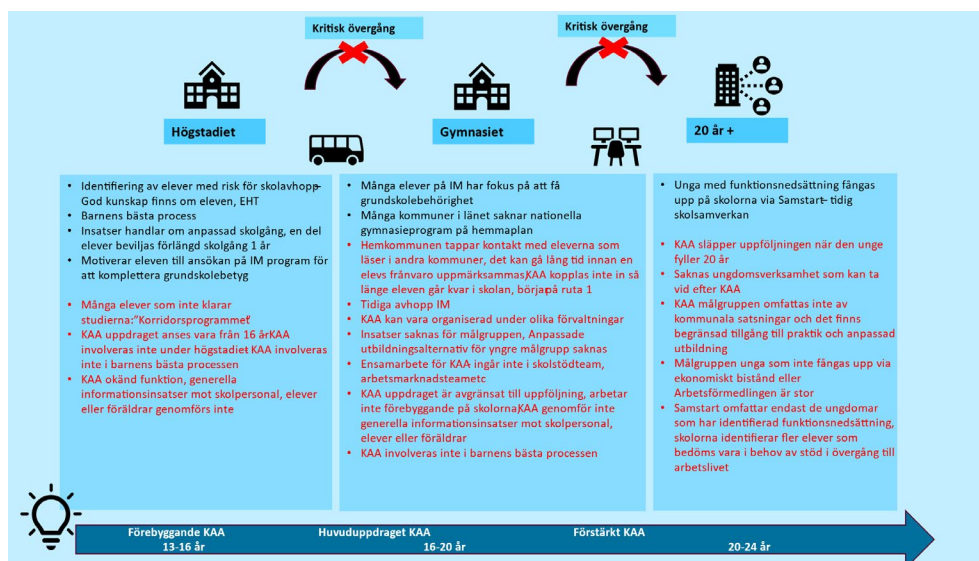 Kritisk övergång
Kritisk övergång
Högstadiet
Gymnasiet
20 år +
• Identifiering av elever med risk för skolavhopp-
God kunskap finns om eleven, EHT
• Barnens bästa process
• Insatser handlar om anpassad skolgång, en del
elever beviljas förlängd skolgång 1 år
• Motiverar eleven till ansökan på IM program för
att komplettera grundskolebetyg
• Många elever som inte klarar
studierna:"Korridorsprogrammet"
• KAA uppdraget anses vara från 16 år KAA
involveras inte under högstadiet KAA involveras
inte i barnens bästa processen
• KAA okänd funktion, generella
informationsinsatser mot skolpersonal, elever
eller föräldrar genomförs inte
• Många elever på IM har fokus på att få
grundskolebehörighet
• Många kommuner i länet saknar nationella
gymnasieprogram på hemmaplan
• Hemkommunen tappar kontakt med eleverna som
läser i andra kommuner, det kan gå lång tid innan en
elevs frånvaro uppmärksammas, KAA kopplas inte in så
länge eleven går kvar i skolan, börja på ruta 1
• Tidiga avhopp IM
• KAA kan vara organiserad under olika förvaltningar
• Insatser saknas för målgruppen, Anpassade
utbildningsalternativ för yngre målgrupp saknas
• Ensamarbete för KAA- ingår inte i skolstödteam,
arbetsmarknadsteam etc
• KAA uppdraget är avgränsat till uppföljning, arbetar
inte förebyggande på skolorna, KAA genomför inte
generella informationsinsatser mot skolpersonal,
elever eller föräldrar
• KAA involveras inte i barnens bästa processen
• Unga med funktionsnedsättning fångas
upp på skolorna via Samstart- tidig
skolsamverkan
• KAA släpper uppföljningen när den unge
fyller 20 år
• Saknas ungdomsverksamhet som kan ta
vid efter KAA
• KAA målgruppen omfattas inte av
kommunala satsningar och det finns
begränsad tillgång till praktik och anpassad
utbildning
• Målgruppen unga som inte fångas upp via
ekonomiskt bistånd eller
Arbetsförmedlingen är stor
• Samstart omfattar endast de ungdomar
som har identifierad funktionsnedsättning,
skolorna identifierar fler elever som
bedöms vara i behov av stöd i övergång till
arbetslivet
Förebyggande KAA
13-16 år
Huvuduppdraget KAA
16-20 år
Förstärkt KAA
20-24 år